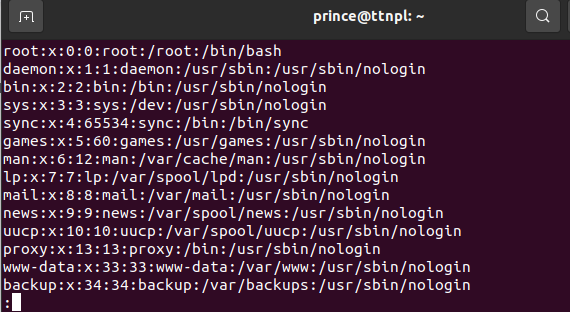 prince@ttnpl: ~
root:x:0:0:root:/root:/bin/bash
daemon:x:1:1:daemon:/usr/sbin:/usr/sbin/nologin
bin:x:2:2:bin:/bin:/usr/sbin/nologin
sys:x:3:3:sys:/dev:/usr/sbin/nologin
sync:x:4:65534:sync:/bin:/bin/sync
games:x:5:60:games:/usr/games:/usr/sbin/nologin
man:x:6:12:man:/var/cache/man:/usr/sbin/nologin
lp:x:7:7:lp:/var/spool/lpd:/usr/sbin/nologin
mail:x:8:8:mail:/var/mail:/usr/sbin/nologin
news:x:9:9:news:/var/spool/news:/usr/sbin/nologin
uucp:x:10:10:uucp:/var/spool/uucp:/usr/sbin/nologin
proxy:x:13:13:proxy:/bin:/usr/sbin/nologin
www-data:x:33:33:www-data:/var/www:/usr/sbin/nologin
backup:x:34:34:backup:/var/backups:/usr/sbin/nologin
: